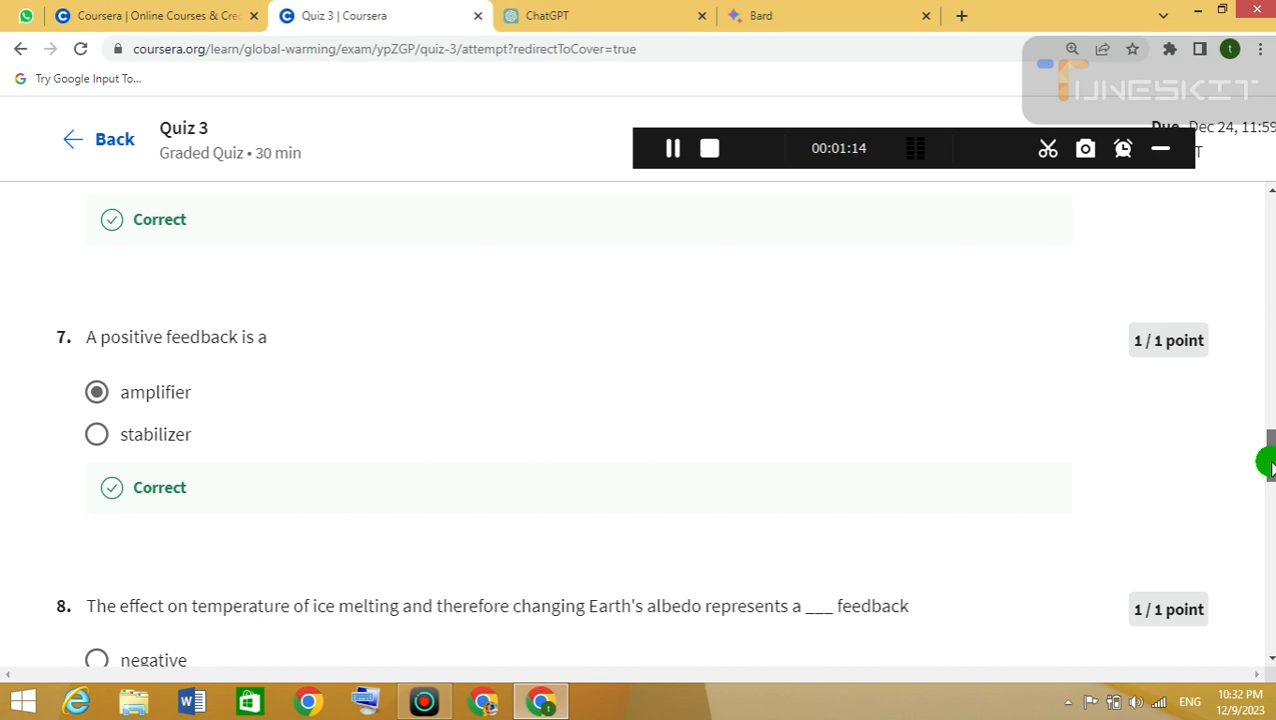 Coursera | Online Courses & Cre
Quiz 3 | Coursera
ChatGPT
Bard
coursera.org/learn/global-warming/exam/ypZGP/quiz-3/attempt?redirectToCover=true
t
Try Google Input To...
TUNESKIT
Back
Quiz 3
Graded Quiz • 30 min
Due Dec 24, 11:59
T
00:01:14
Correct
7. A positive feedback is a
1 / 1 point
amplifier
stabilizer
Correct
8. The effect on temperature of ice melting and therefore changing Earth's albedo represents a ___ feedback
1 / 1 point
negative
ENG
10:32 PM
12/9/2023